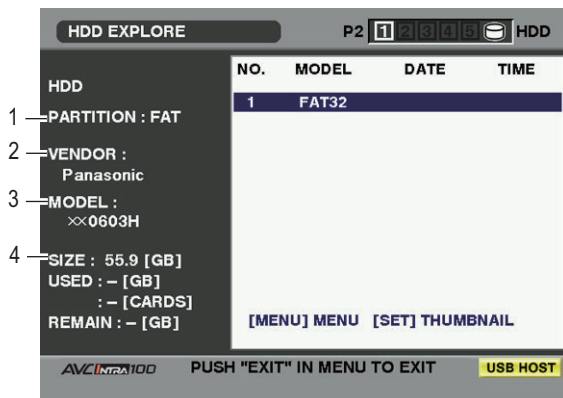 HDD EXPLORE
P2 1 2 3 4 5 HDD
NO. MODEL DATE TIME
1 FAT32
HDD
1 PARTITION : FAT
2 VENDOR :
Panasonic
3 MODEL :
××0603H
4 SIZE : 55.9 [GB]
USED : – [GB]
: – [CARDS]
REMAIN : – [GB]
[MENU] MENU [SET] THUMBNAIL
AVC INTRA 100 PUSH "EXIT" IN MENU TO EXIT USB HOST